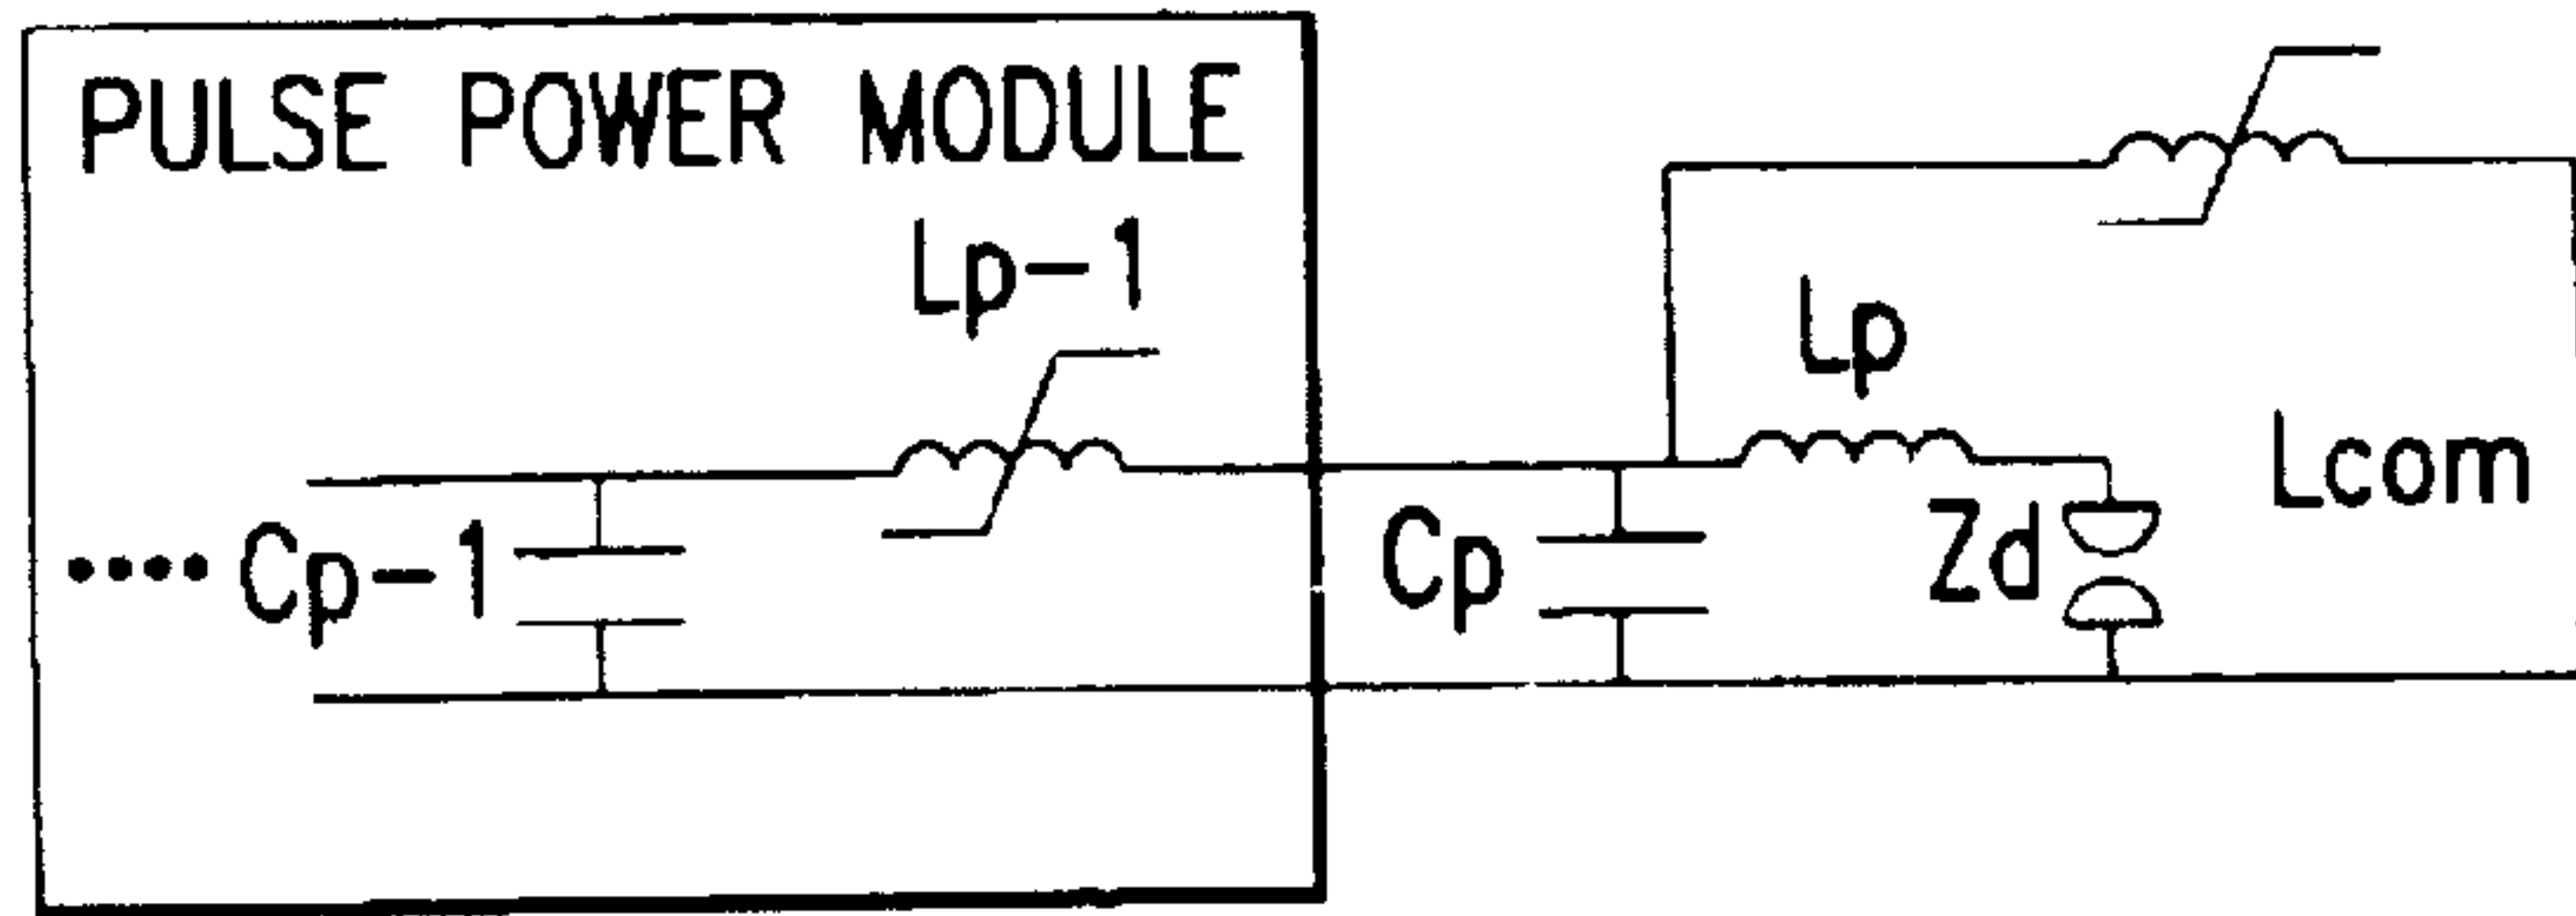 PULSE POWER MODULE
Lp-1
Lp
Lcom
Cp
Zd
•••• Cp-1